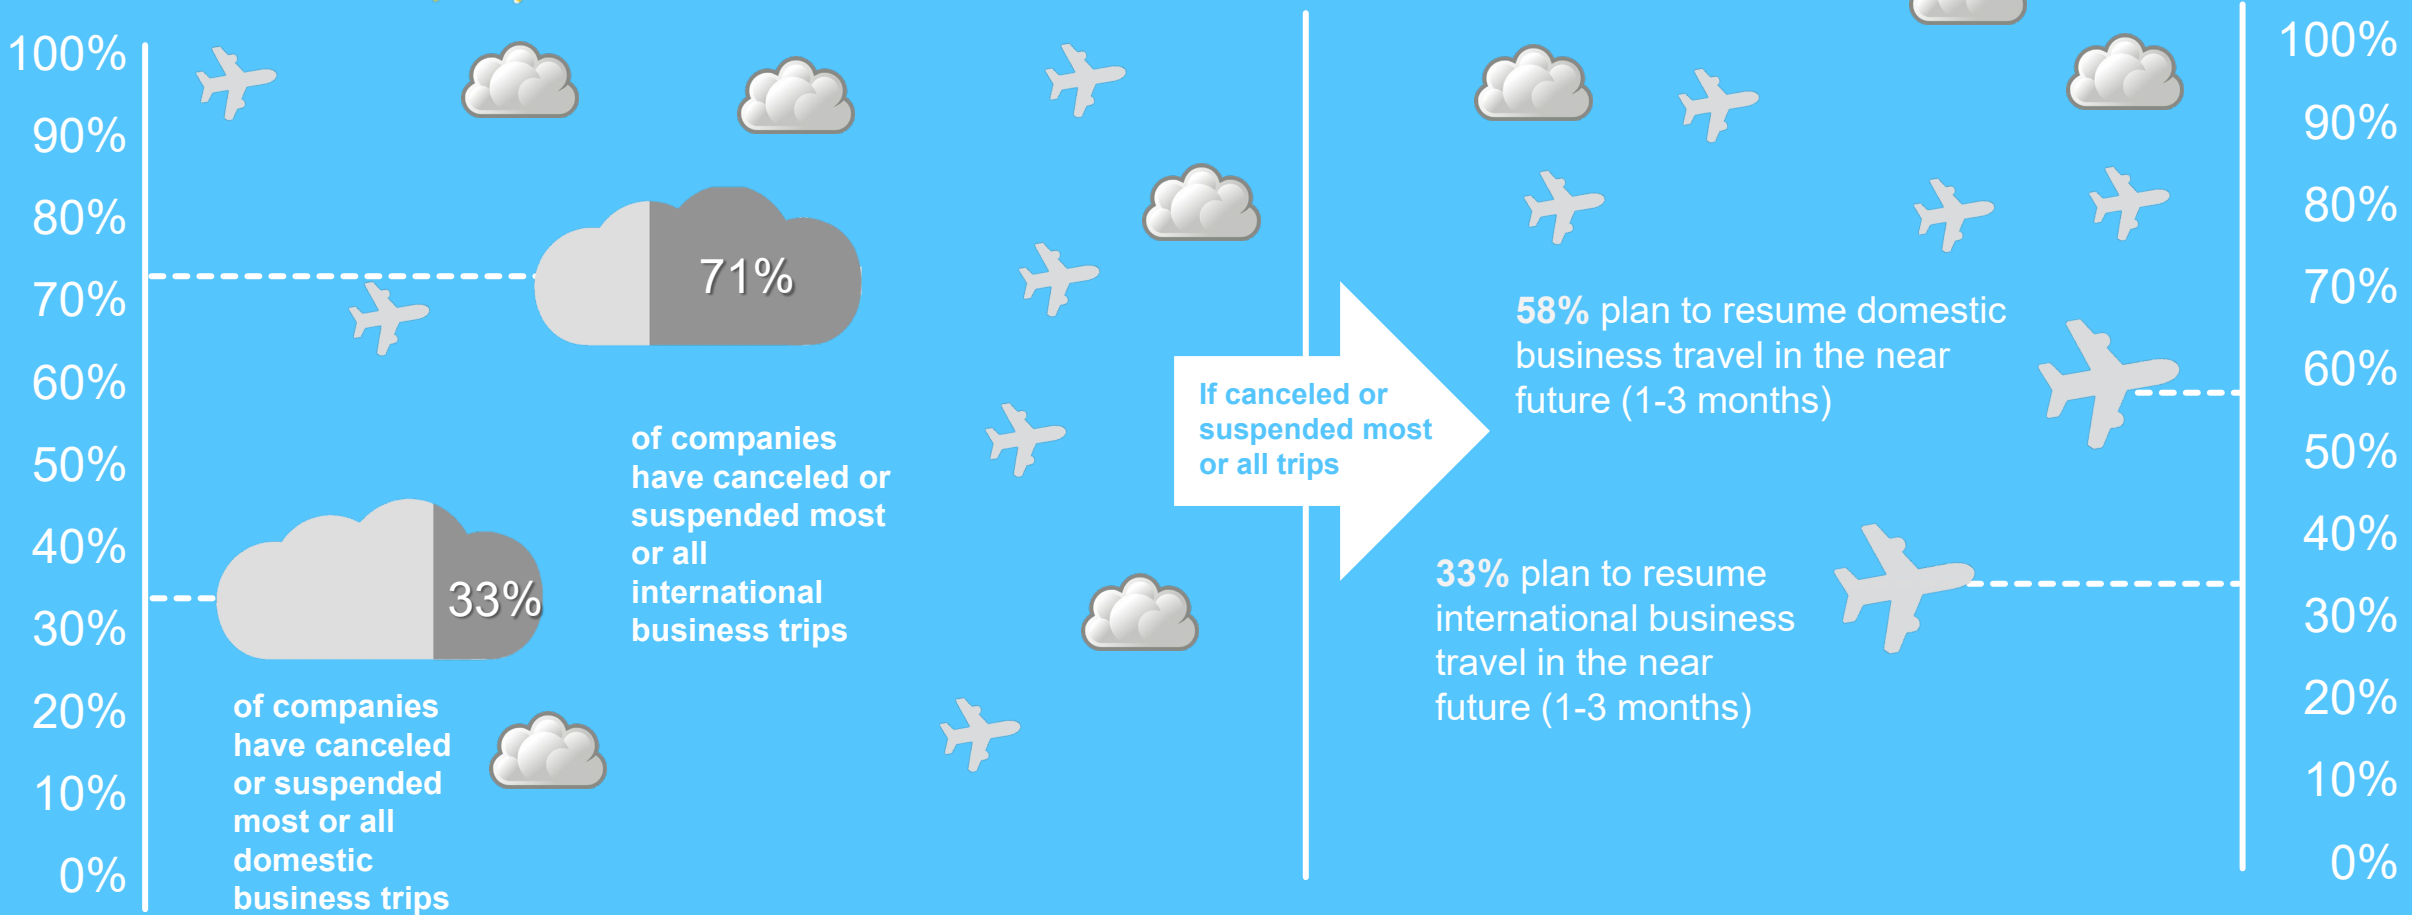 100%
90%
80%
70%
60%
50%
40%
30%
20%
10%
0%
71%
of companies
have canceled or
suspended most
or all
international
business trips
33%
of companies
have canceled
or suspended
most or all
domestic
business trips
If canceled or
suspended most
or all trips
58% plan to resume domestic
business travel in the near
future (1-3 months)
33% plan to resume
international business
travel in the near
future (1-3 months)
100%
90%
80%
70%
60%
50%
40%
30%
20%
10%
0%